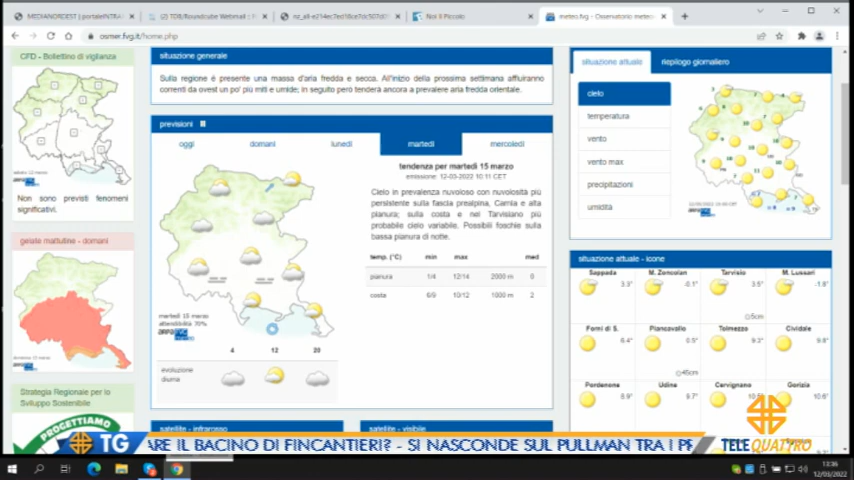 MEDIANORDEST | portaleINTRAN
TDB/Roundcube Webmail
Noi Il Piccolo
meteo.fvg - Osservatorio meteo
osmer.fvg.it/home.php
CFD - Bollettino di vigilanza
Non sono previsti fenomeni
significativi.
gelate mattutine - domani
Strategia Regionale per lo
Sviluppo Sostenibile
PROGETTIAMO
situazione generale
Sulla regione è presente una massa d'aria fredda e secca. All'inizio della prossima settimana affluiranno
correnti da ovest un po' più miti e umide; in seguito però tenderà ancora a prevalere aria fredda orientale.
previsioni
oggi domani lunedì martedì mercoledì
tendenza per martedì 15 marzo
emissione: 12-03-2022 10:11 CET
Cielo in prevalenza nuvoloso con nuvolosità più
persistente sulla fascia prealpina, Carnia e alta
pianura; sulla costa e nel Tarvisiano più
probabile cielo variabile. Possibili foschie sulla
bassa pianura di notte.
temp. (°C) min max med
pianura 1/4 12/14 2000 m 0
costa 6/9 10/12 1000 m 2
martedì 15 marzo
attendibilità 70%
4 12 20
evoluzione
diurna
satellite - infrarosso
satellite - visibile
situazione attuale riepilogo giornaliero
cielo
temperatura
vento
vento max
precipitazioni
umidità
situazione attuale - icone
Sappada M. Zoncolan Tarvisio M. Lussari
3.3° -0.1° 3.5° -1.9°
5cm
Forni di S. Piancavallo Tolmezzo Cividale
6.4° 0.5° 9.2° 9.8°
45cm
Pordenone Udine Cervignano Gorizia
8.9° 9.7° 10.5° 10.6°
TG
ARE IL BACINO DI FINCANTIERI? - SI NASCONDE SUL PULLMAN TRA I
TELEQUATTRO
12:36
12/03/2022